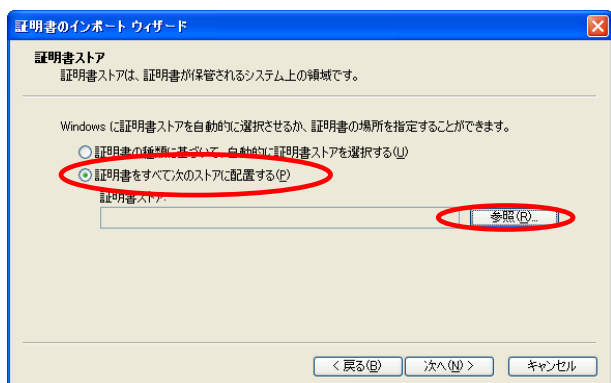 証明書のインポート ウィザード
証明書ストア
証明書ストアは、証明書が保管されるシステム上の領域です。
Windows に証明書ストアを自動的に選択させるか、証明書の場所を指定することができます。
証明書の種類に基づいて、自動的に証明書ストアを選択する(U)
証明書をすべて次のストアに配置する(P)
証明書ストア:
参照(R)...
< 戻る(B)
次へ(N) >
キャンセル